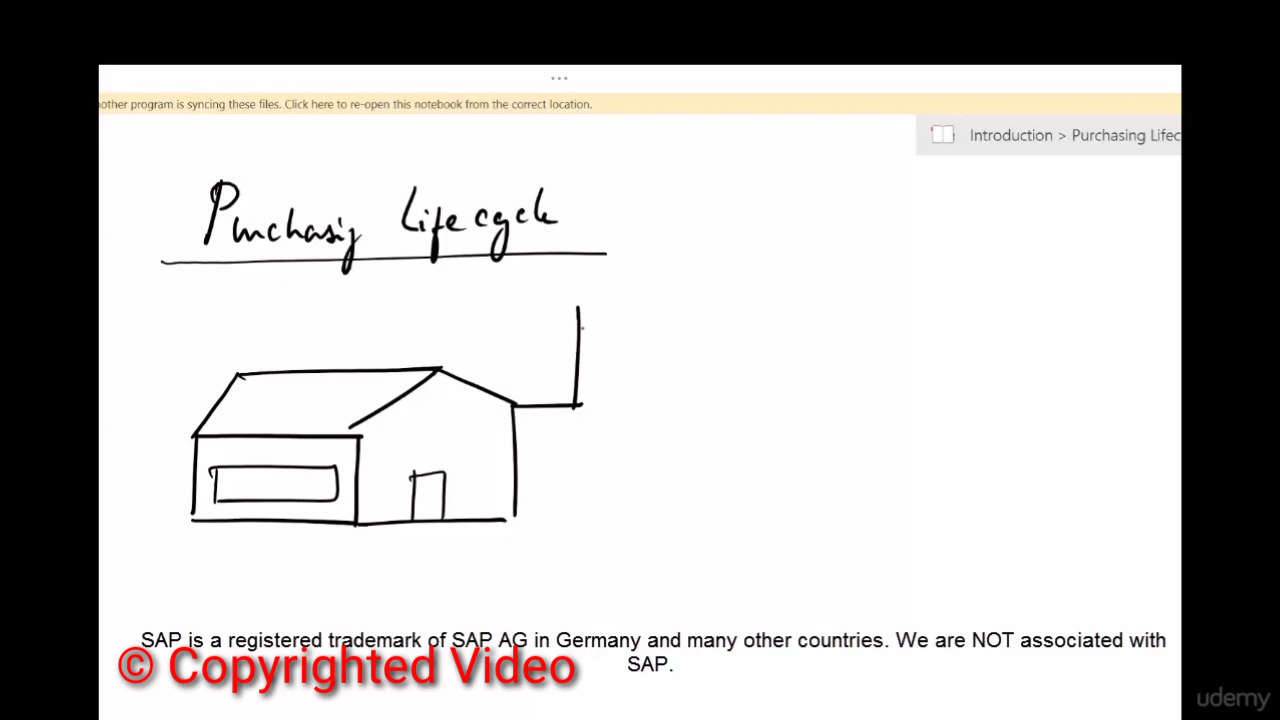 ...
other program is syncing these files. Click here to re-open this notebook from the correct location.
Introduction > Purchasing Lifec
Purchasing Lifecycle
SAP is a registered trademark of SAP AG in Germany and many other countries. We are NOT associated with
SAP.
© Copyrighted Video
udemy